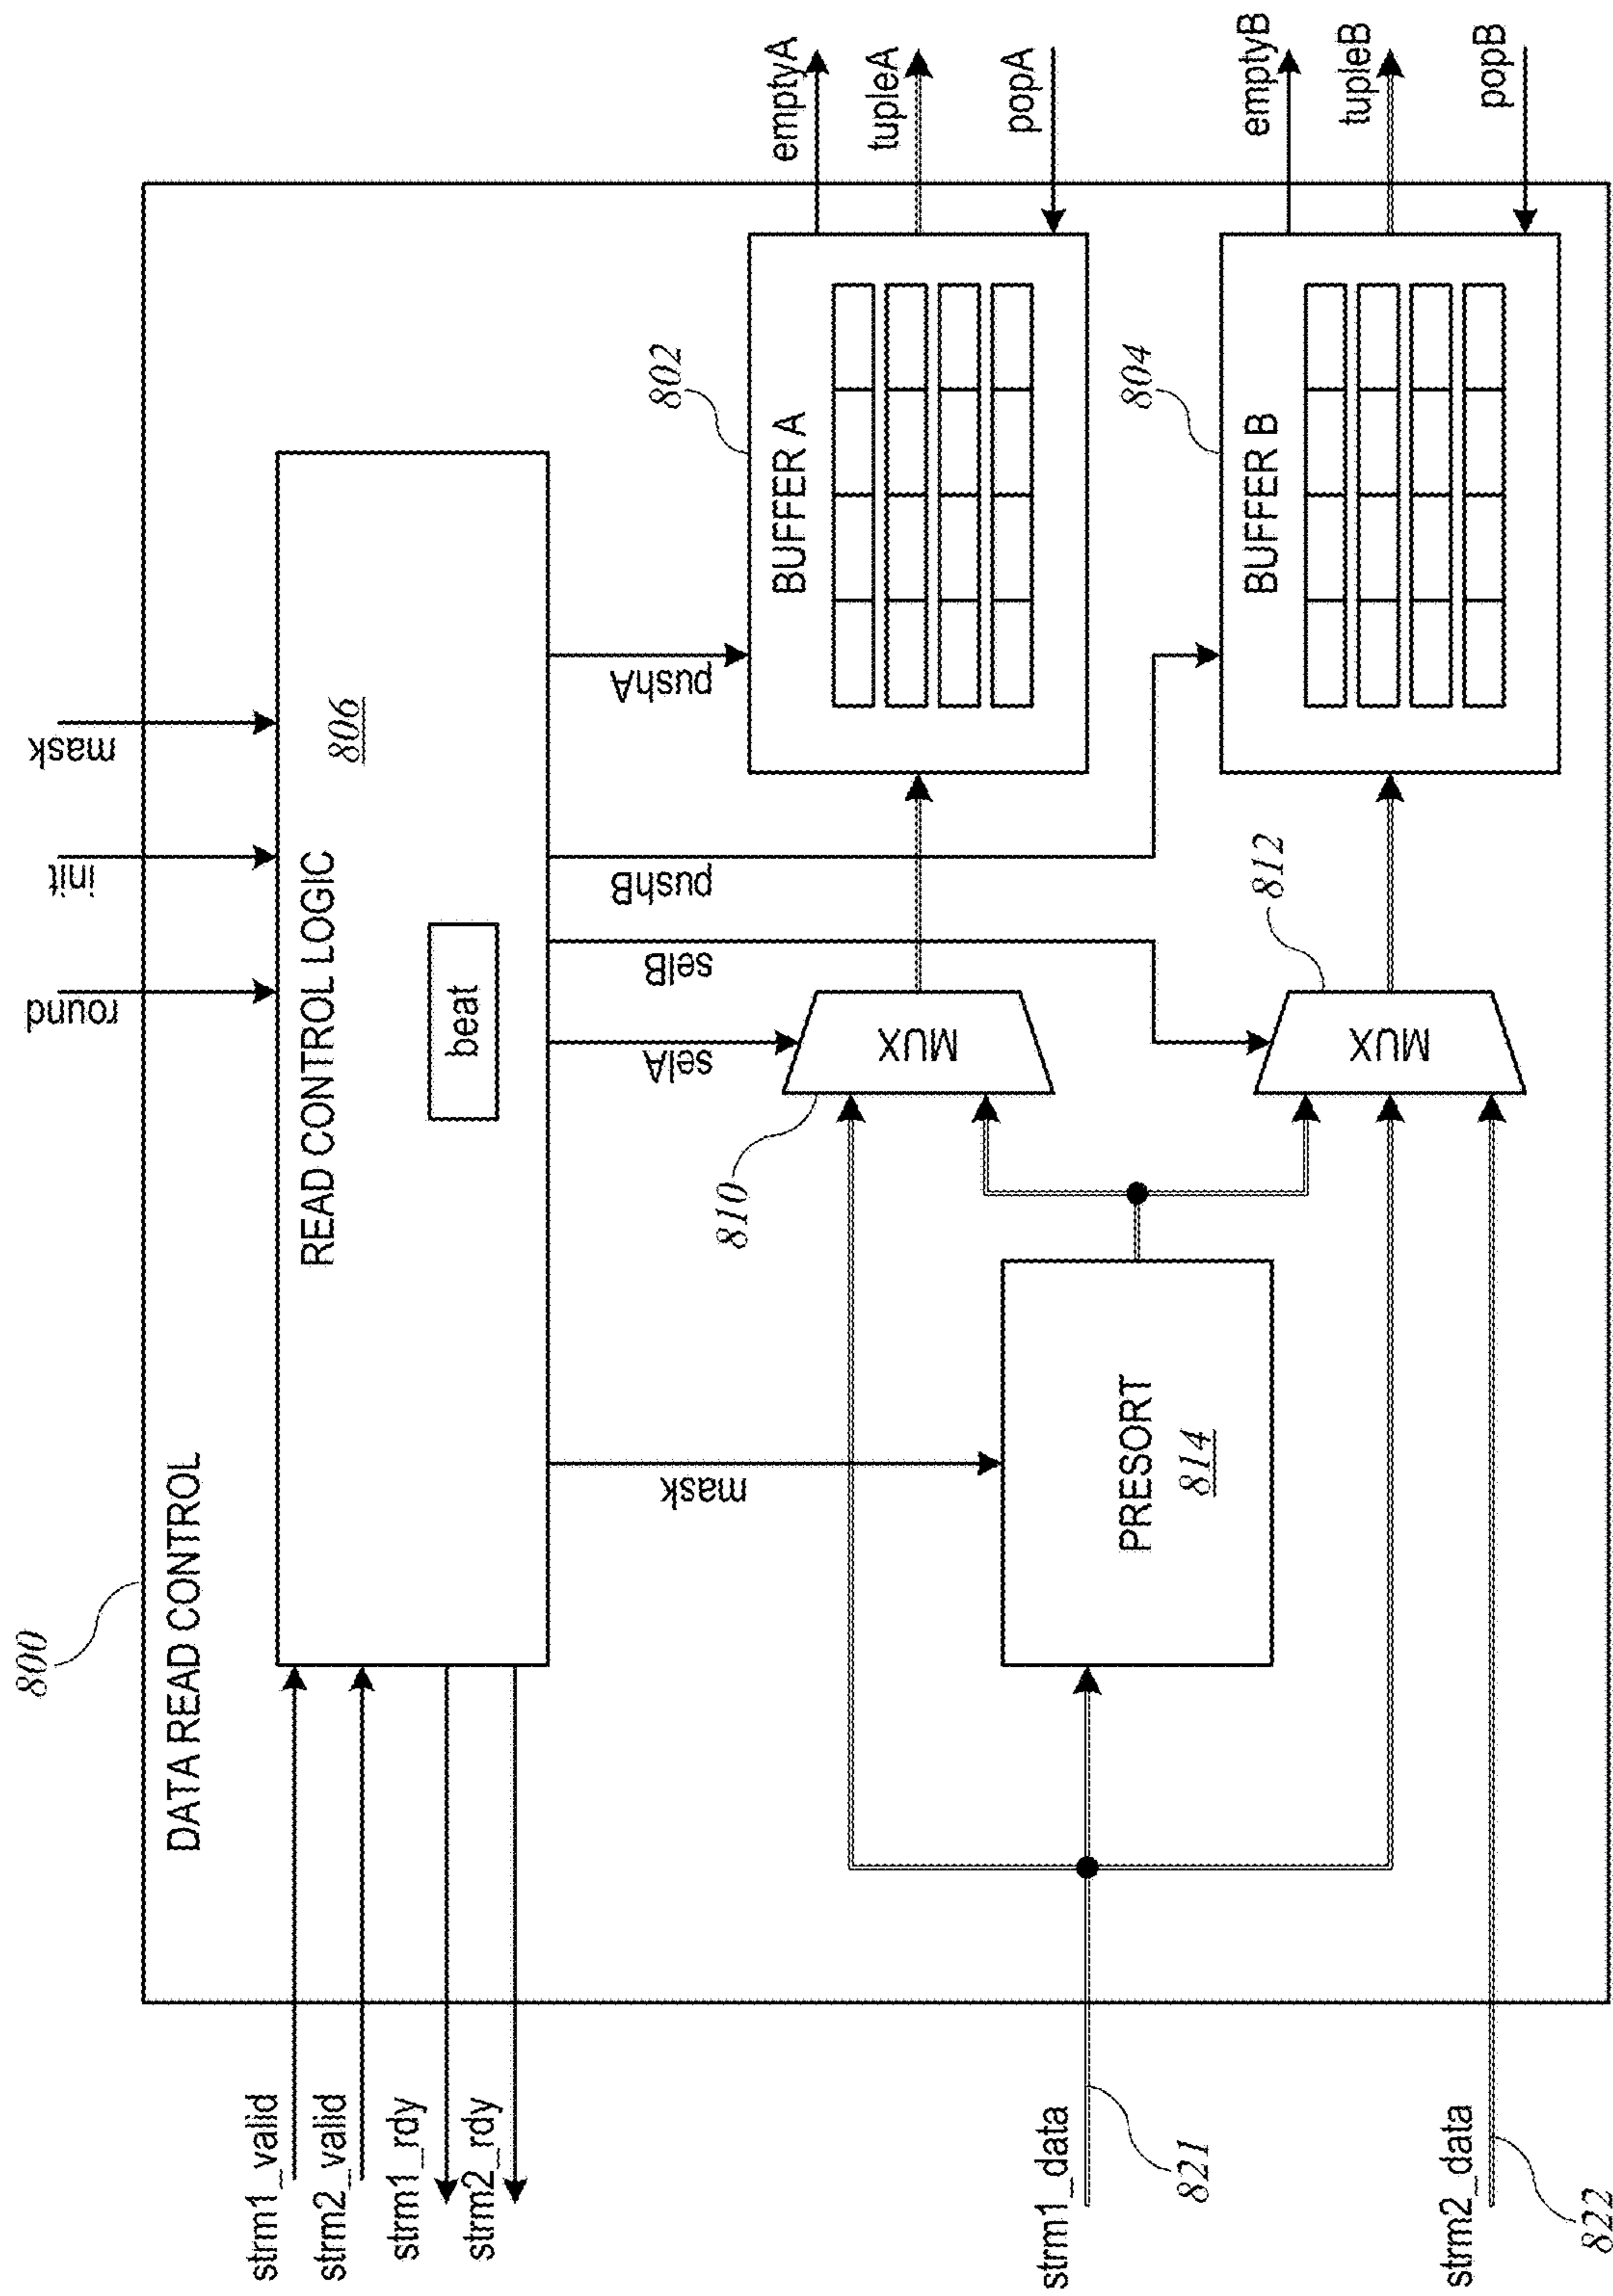 800
DATA READ CONTROL
round
init
mask
READ CONTROL LOGIC
806
beat
strm1_valid
strm2_valid
strm1_rdy
strm2_rdy
mask
selA
selB
pushB
pushA
810
MUX
802
BUFFER A
emptyA
tupleA
popA
PRESORT
814
812
MUX
804
BUFFER B
emptyB
tupleB
popB
strm1_data
821
strm2_data
822